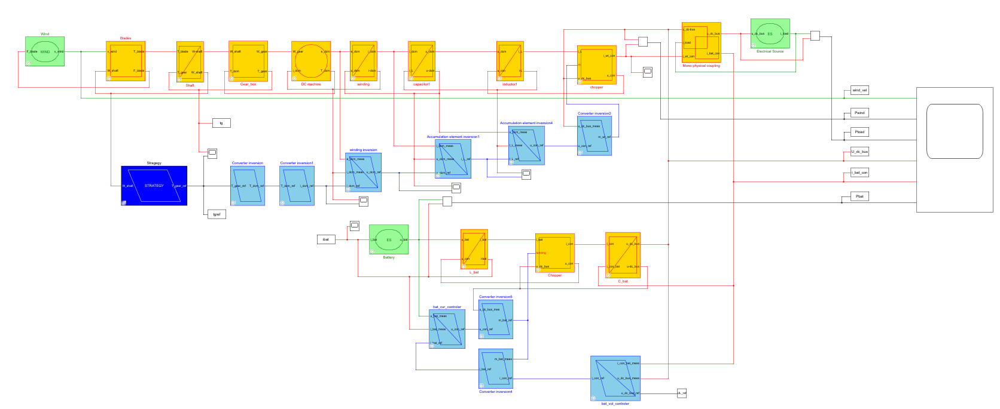 Wind
F_blade
WIND
v_wind
Blades
v_wind
T_blade
W_shaft
F_blade
T_blade
W-shaft
T_gear
W_shaft
Shaft
W_shaft
W_gear
T_dcm
T_gear
Gear_box
W_gear
e_dcm
i_dcm
T_dcm
DC machine
e_dcm
i_dcm
u_dcm
i-dcm
winding
i_dcm
u_dcm
i_L
u-dcm
capacitor1
u_dcm
i_L
u_con
i-L
inductor1
i_L
i_wt_con
m
u_dc_bus
u_con
chopper
u_dc-bus
u_dc_bus
i_load
i_wt_con
i_bat_con
Mono physical coupling
u_dc_bus
ES
i_load
Electrical Source
wind_vel
Pwind
Pload
U_dc_bus
i_bat_con
Pbat
tg
Converter inversion2
u_dc_bus_meas
m_wt_ref
u_con_ref
Accumulation element inversion4
u_dcm_meas
i_L_meas
u_con_ref
i_L_ref
Accumulation element inversion1
i_dcm_meas
u_dcm_meas
i_L_ref
u_dcm_ref
winding inversion
e_dcm_meas
i_dcm_meas
u_dcm_ref
i_dcm_ref
Stragegy
W_shaft
STRATEGY
T_gear_ref
Converter inversion
T_gear_ref
T_dcm_ref
Converter inversion1
T_dcm_ref
i_dcm_ref
tgref
ibat
i_bat
ES
u_bat
Battery
u_bat
i_bat
u_con
i-bat
L_bat
i_bat
i_con
u_dc_bus
u_con
Chopper
i_con
u_dc_bus
i_con_bat
u-dc_bus
C_bat
bat_cur_controler
u_bat_meas
i_bat_meas
u_con_ref
i_bat_ref
Converter inversion5
u_dc_bus_mea
m_bat_ref
u_con_ref
m_bat_meas
i_bat_ref
i_con_ref
Converter inversion4
i_con_bat_meas
i_con_ref
u_dc_bus_meas
u_dc_bus_ref
bat_vol_controler